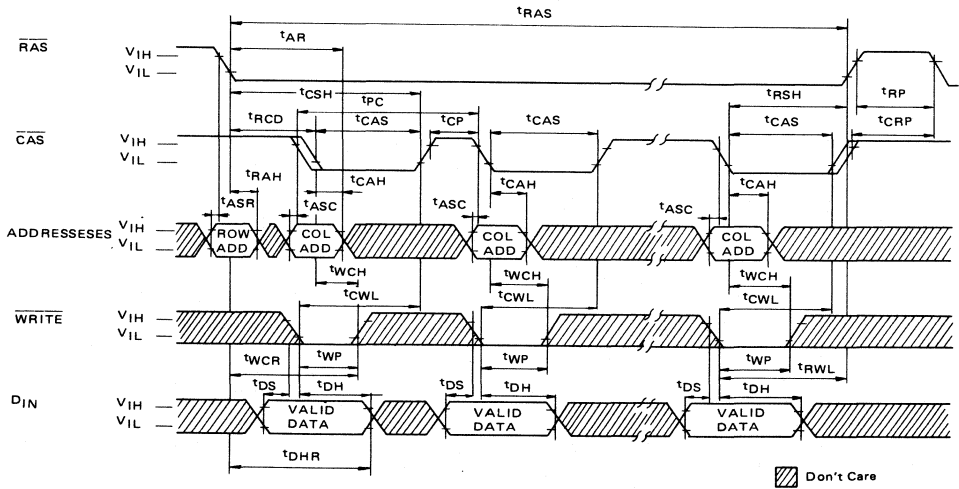 tRAS
tAR
RAS
VIH
VIL
tCSH
tPC
tRSH
tRP
tRCD
tCAS
tCP
tCAS
tCAS
tCRP
CAS
VIH
VIL
tRAH
tCAH
tCAH
tCAH
tASR
tASC
tASC
tASC
ADDRESSESES
VIH
VIL
ROW
ADD
COL
ADD
COL
ADD
COL
ADD
tWCH
tWCH
tWCH
tCWL
tCWL
tCWL
WRITE
VIH
VIL
tWCR
tWP
tWP
tWP
tRWL
tDS
tDH
tDS
tDH
tDS
tDH
DIN
VIH
VIL
VALID
DATA
VALID
DATA
VALID
DATA
tDHR
Don't Care